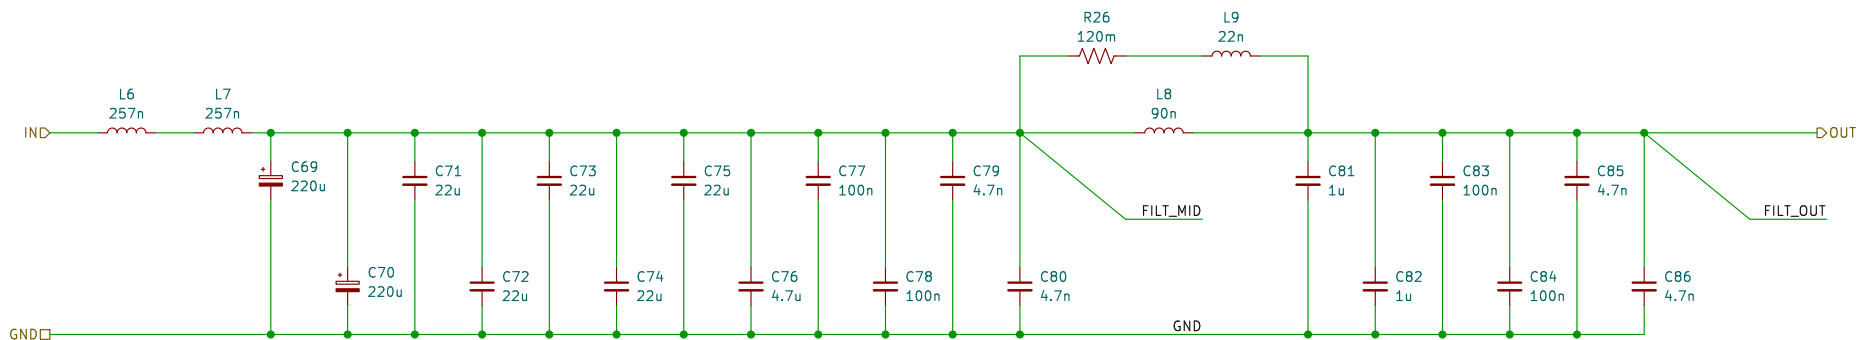 R26
120m
L9
22n
L6
257n
L7
257n
L8
90n
IN
OUT
+
C69
220u
C71
22u
C73
22u
C75
22u
C77
100n
C79
4.7n
C81
1u
C83
100n
C85
4.7n
FILT_MID
FILT_OUT
+
C70
220u
C72
22u
C74
22u
C76
4.7u
C78
100n
C80
4.7n
C82
1u
C84
100n
C86
4.7n
GND
GND